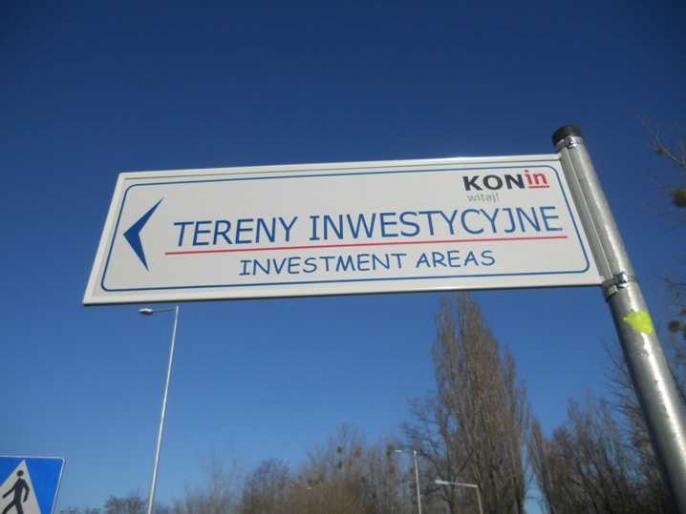 KONin
witaj!
TERENY INWESTYCYJNE
INVESTMENT AREAS